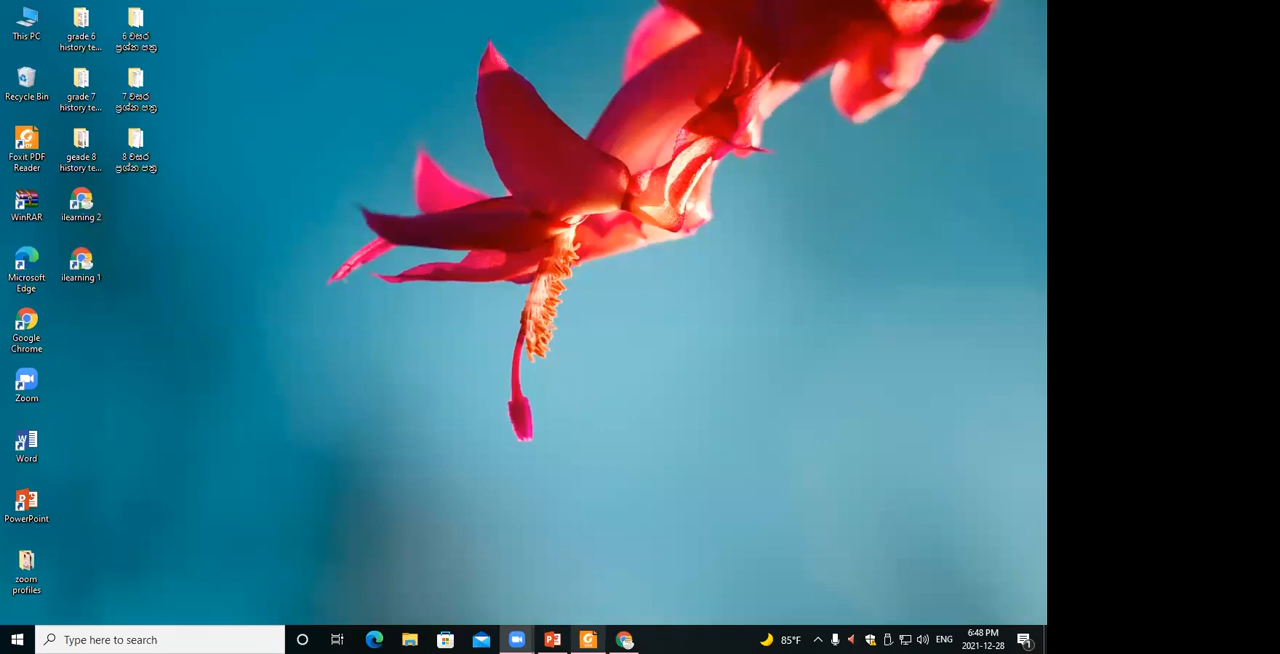 This PC
Recycle Bin
Foxit PDF
Reader
WinRAR
Microsoft
Edge
Google
Chrome
Zoom
Word
PowerPoint
zoom
profiles
grade 6
history te...
grade 7
history te...
geade 8
history te...
ilearning 2
ilearning 1
6 වසර
ප්‍රශ්න පත්‍ර
7 වසර
ප්‍රශ්න පත්‍ර
8 වසර
ප්‍රශ්න පත්‍ර
Type here to search
85°F
ENG
6:48 PM
2021-12-28
1